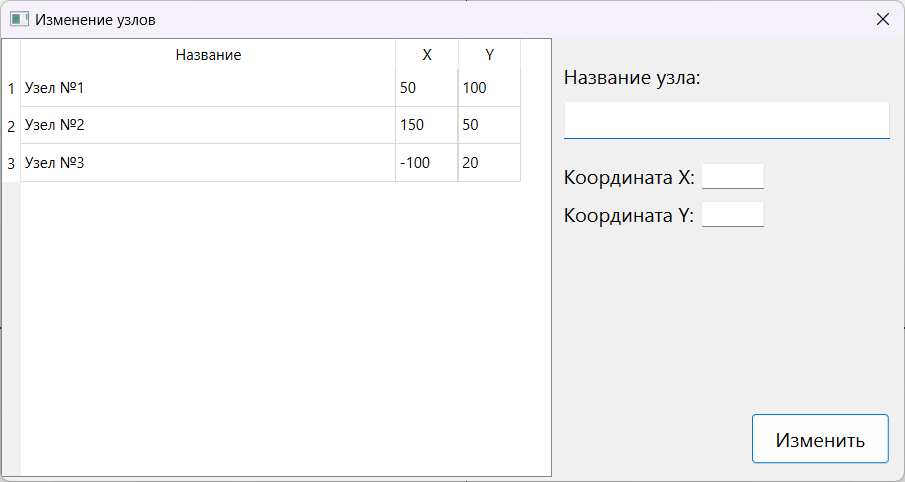 Изменение узлов
Название X Y
1 Узел №1 50 100
2 Узел №2 150 50
3 Узел №3 -100 20
Название узла:
Координата X:
Координата Y:
Изменить